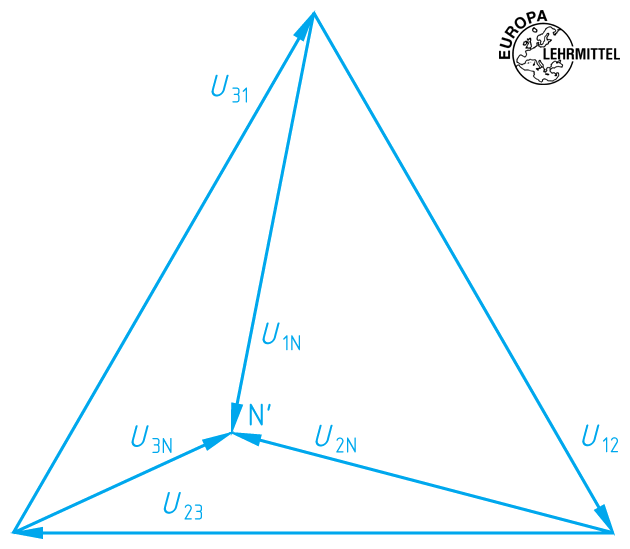 EUROPA
LEHRMITTEL
U31
U1N
N'
U3N
U2N
U12
U23